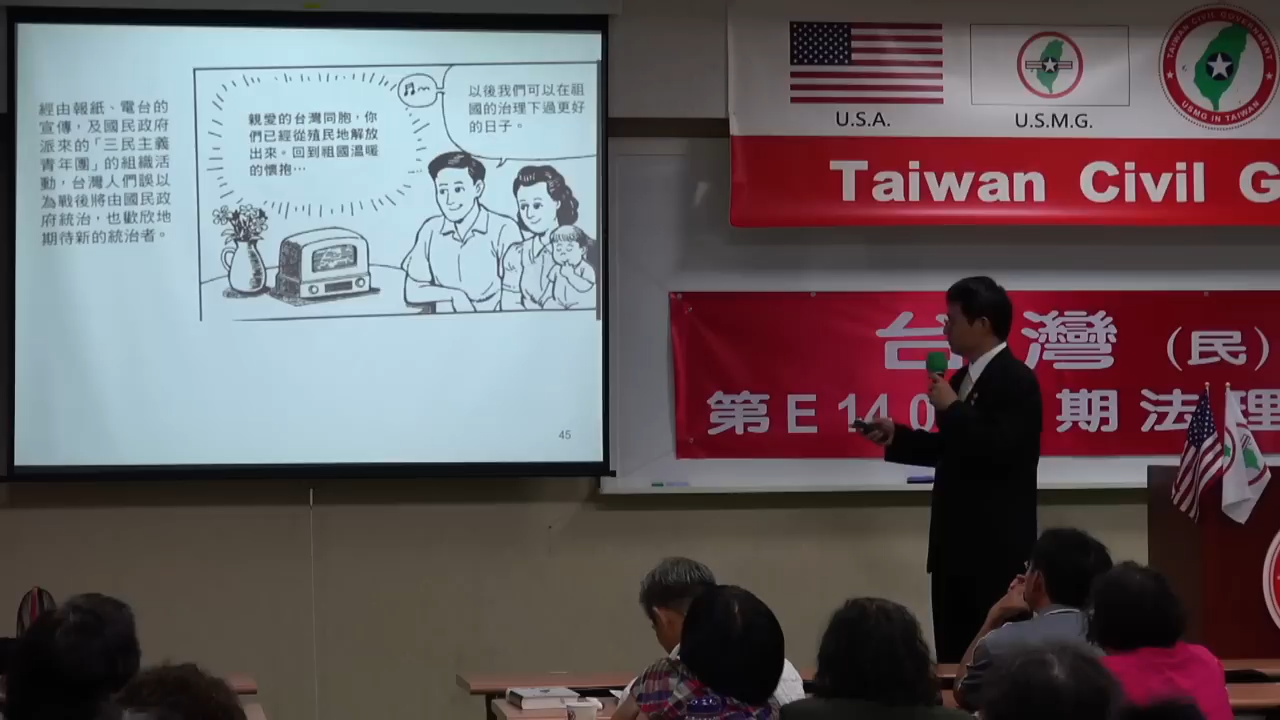 經由報紙、電台的
宣傳，及國民政府
派來的「三民主義
青年團」的組織活
動，台灣人們誤以
為戰後將由國民政
府統治，也歡欣地
期待新的統治者。
親愛的台灣同胞，你
們已經從殖民地解放
出來。回到祖國溫暖
的懷抱…
以後我們可以在祖
國的治理下過更好
的日子。
45
U.S.A.
U.S.M.G.
TAIWAN CIVIL GOVERNMENT
USMG IN TAIWAN
Taiwan Civil G
台灣（民）
第E140 期法理